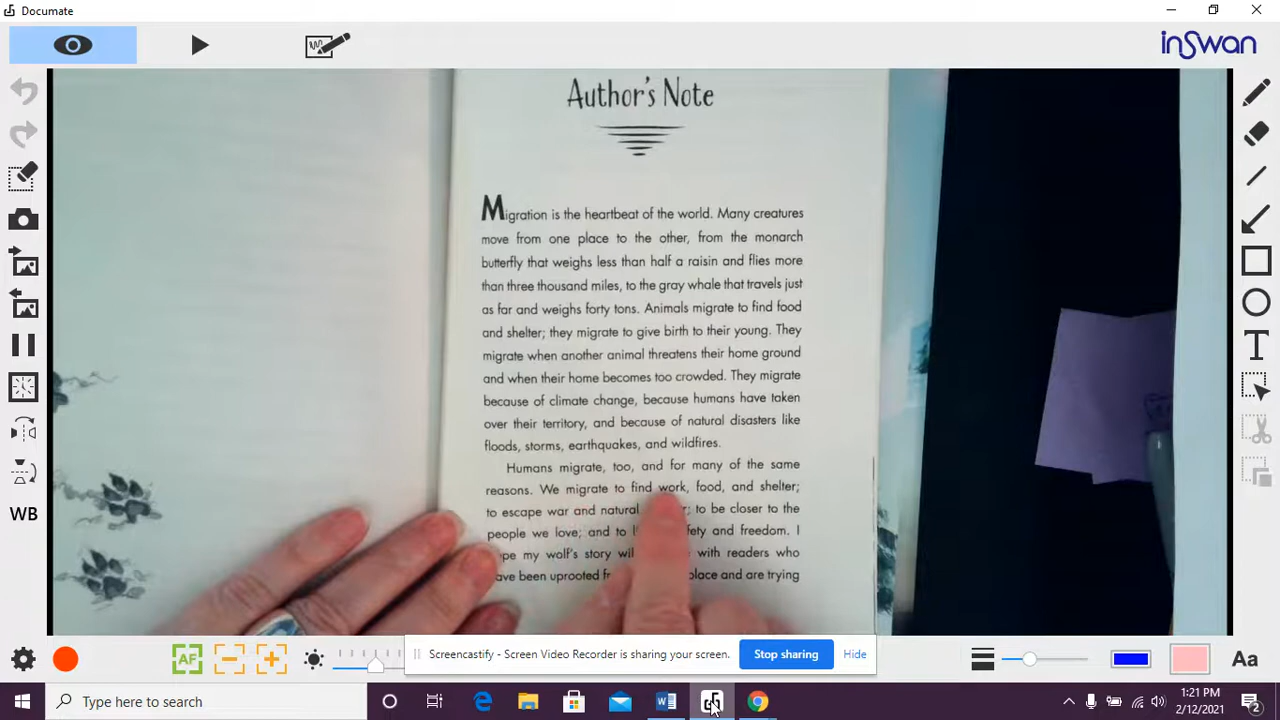 Documate
inSwan
Author's Note
Migration is the heartbeat of the world. Many creatures
move from one place to the other, from the monarch
butterfly that weighs less than half a raisin and flies more
than three thousand miles, to the gray whale that travels just
as far and weighs forty tons. Animals migrate to find food
and shelter; they migrate to give birth to their young. They
migrate when another animal threatens their home ground
and when their home becomes too crowded. They migrate
because of climate change, because humans have taken
over their territory, and because of natural disasters like
floods, storms, earthquakes, and wildfires.
Humans migrate, too, and for many of the same
reasons. We migrate to find work, food, and shelter;
to escape war and natural ; to be closer to the
people we love; and to and freedom. I
my wolf's story with readers who
been uprooted place and are trying
T
WB
AF
Screencastify - Screen Video Recorder is sharing your screen.
Stop sharing
Hide
Aa
Type here to search
1:21 PM
2/12/2021
2